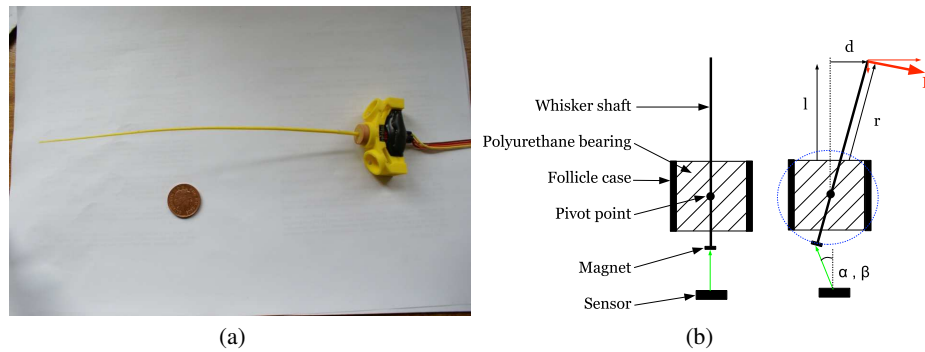 d
l
r
Whisker shaft
Polyurethane bearing
Follicle case
Pivot point
Magnet
Sensor
α , β
(a)
(b)